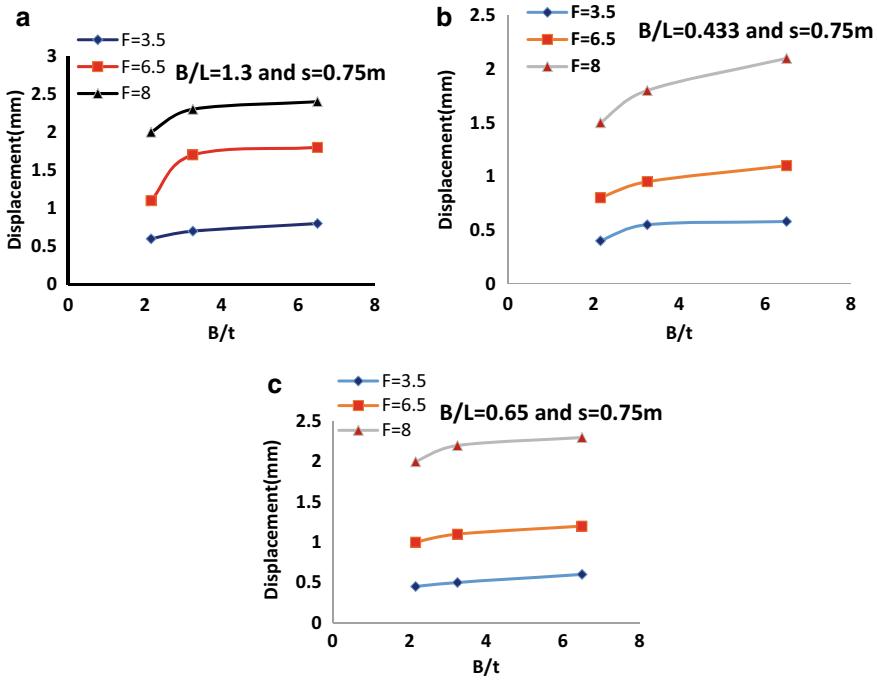 a
F=3.5
F=6.5
F=8
B/L=1.3 and s=0.75m
Displacement(mm)
3
2.5
2
1.5
1
0.5
0
0 2 4 6 8
B/t
b
F=3.5
F=6.5
F=8
B/L=0.433 and s=0.75m
Displacement(mm)
2.5
2
1.5
1
0.5
0
0 2 4 6 8
B/t
c
F=3.5
F=6.5
F=8
B/L=0.65 and s=0.75m
Displacement(mm)
2.5
2
1.5
1
0.5
0
0 2 4 6 8
B/t